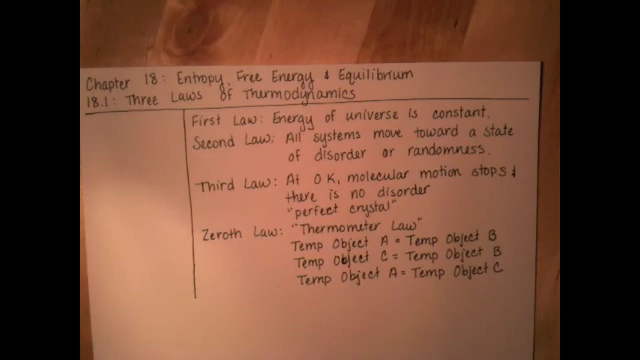 Chapter 18: Entropy, Free Energy & Equilibrium
18.1: Three Laws of Thermodynamics
First Law: Energy of universe is constant.
Second Law: All systems move toward a state
of disorder or randomness.
Third Law: At 0 K, molecular motion stops &
there is no disorder
"perfect crystal"
Zeroth Law: "Thermometer Law"
Temp Object A = Temp Object B
Temp Object C = Temp Object B
Temp Object A = Temp Object C